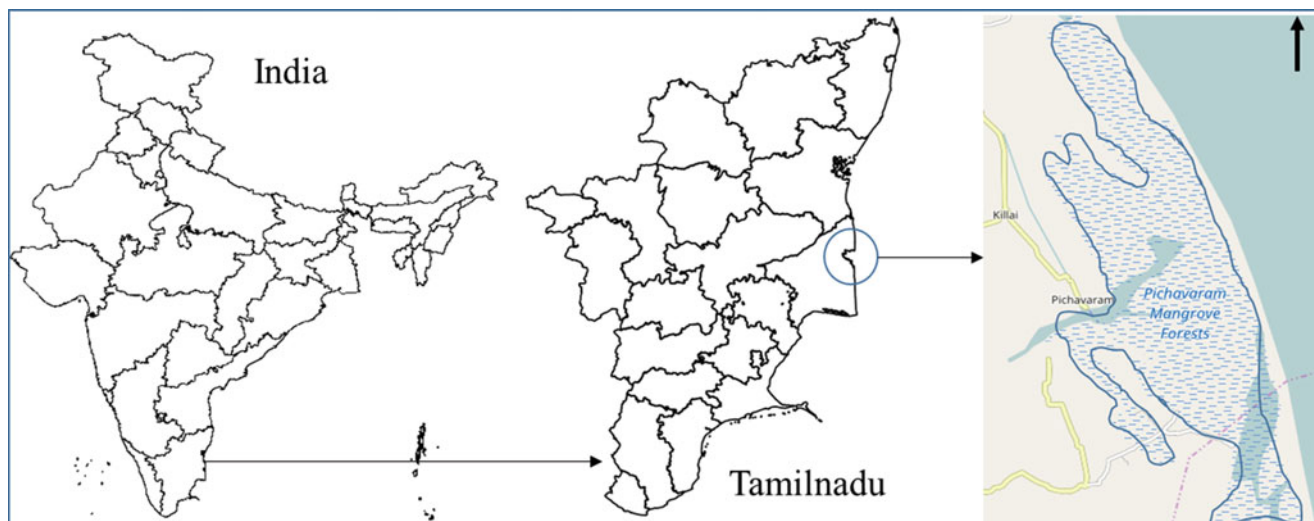 India
Tamilnadu
Killai
Pichavaram
Pichavaram
Mangrove
Forests